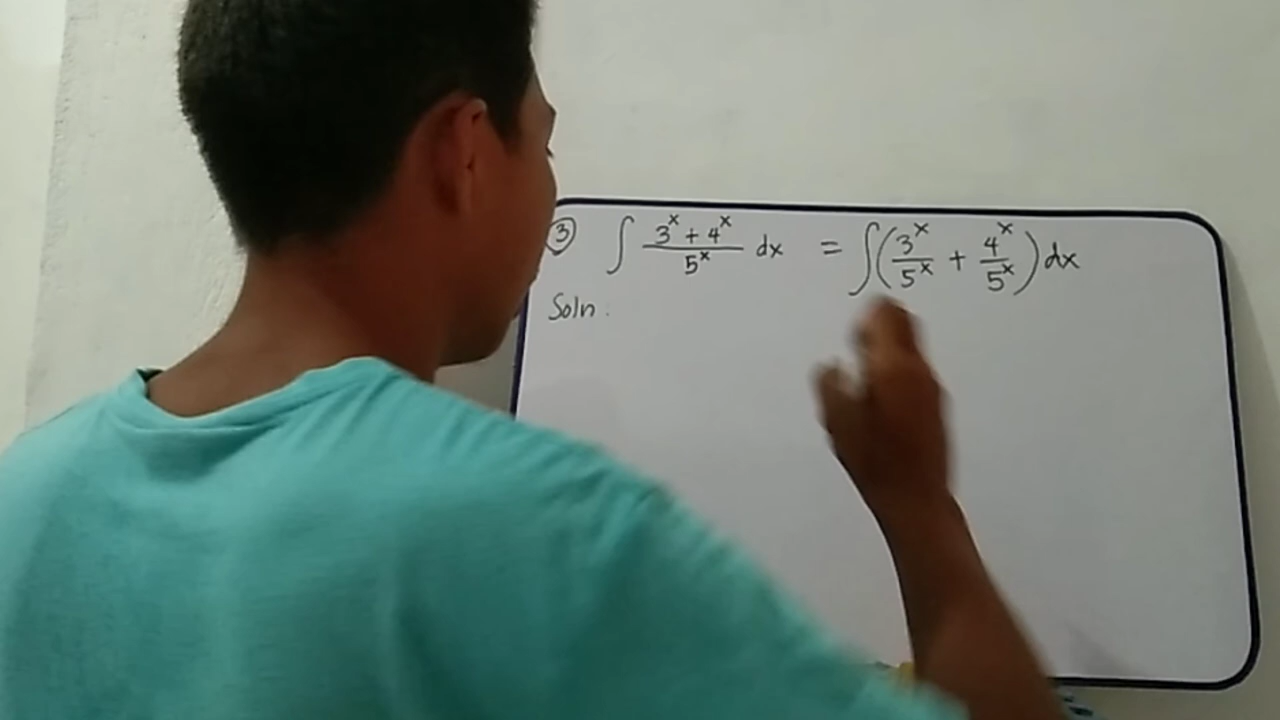 ③ ∫ (3^x + 4^x)/5^x dx = ∫(3^x/5^x + 4^x/5^x) dx
Soln: